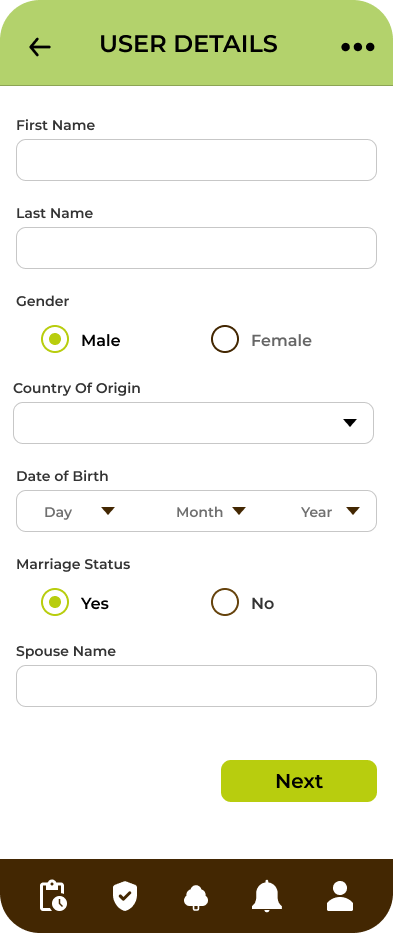 USER DETAILS
First Name
Last Name
Gender
Male Female
Country Of Origin
Date of Birth
Day Month Year
Marriage Status
Yes No
Spouse Name
Next